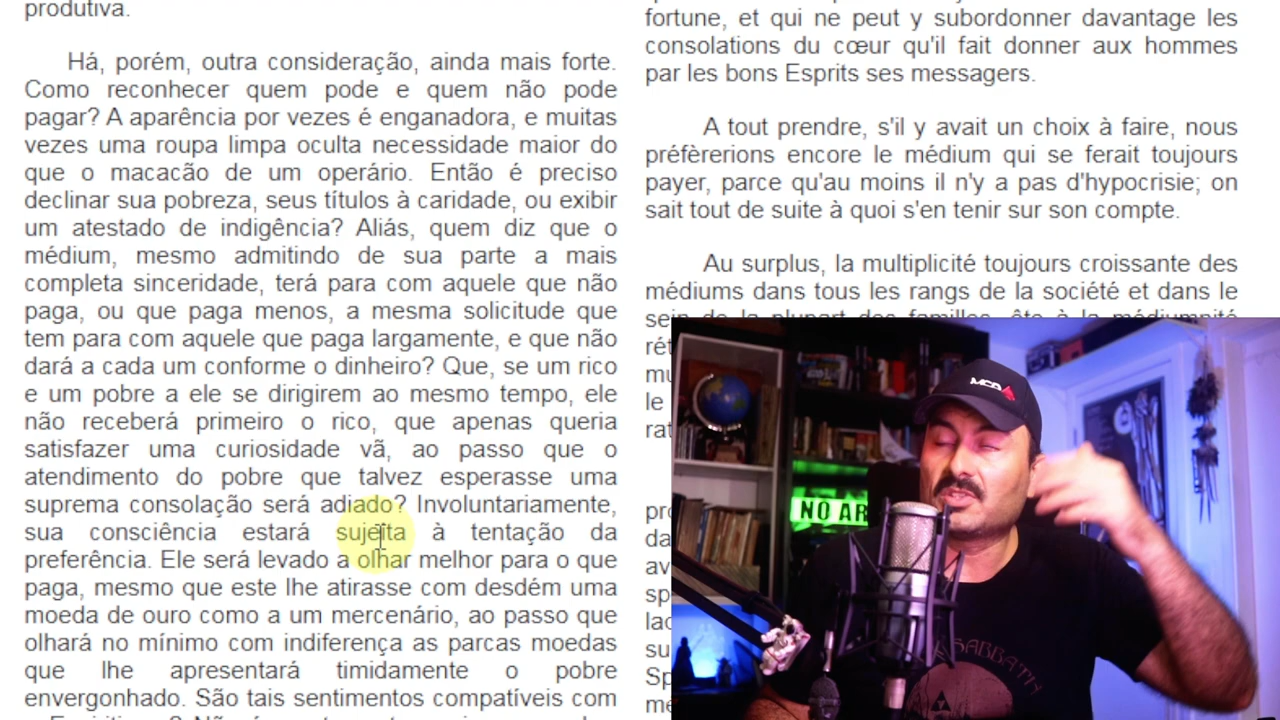 produtiva.
Há, porém, outra consideração, ainda mais forte.
Como reconhecer quem pode e quem não pode
pagar? A aparência por vezes é enganadora, e muitas
vezes uma roupa limpa oculta necessidade maior do
que o macacão de um operário. Então é preciso
declinar sua pobreza, seus títulos à caridade, ou exibir
um atestado de indigência? Aliás, quem diz que o
médium, mesmo admitindo de sua parte a mais
completa sinceridade, terá para com aquele que não
paga, ou que paga menos, a mesma solicitude que
tem para com aquele que paga largamente, e que não
dará a cada um conforme o dinheiro? Que, se um rico
e um pobre a ele se dirigirem ao mesmo tempo, ele
não receberá primeiro o rico, que apenas queria
satisfazer uma curiosidade vã, ao passo que o
atendimento do pobre que talvez esperasse uma
suprema consolação será adiado? Involuntariamente,
sua consciência estará sujeita à tentação da
preferência. Ele será levado a olhar melhor para o que
paga, mesmo que este lhe atirasse com desdém uma
moeda de ouro como a um mercenário, ao passo que
olhará no mínimo com indiferença as parcas moedas
que lhe apresentará timidamente o pobre
envergonhado. São tais sentimentos compatíveis com
fortune, et qui ne peut y subordonner davantage les
consolations du cœur qu'il fait donner aux hommes
par les bons Esprits ses messagers.
A tout prendre, s'il y avait un choix à faire, nous
préfèrerions encore le médium qui se ferait toujours
payer, parce qu'au moins il n'y a pas d'hypocrisie; on
sait tout de suite à quoi s'en tenir sur son compte.
Au surplus, la multiplicité toujours croissante des
médiums dans tous les rangs de la société et dans le
sein de la plupart des familles, ôte à la médiumnité
le
NO AR
MCD
SABBATH